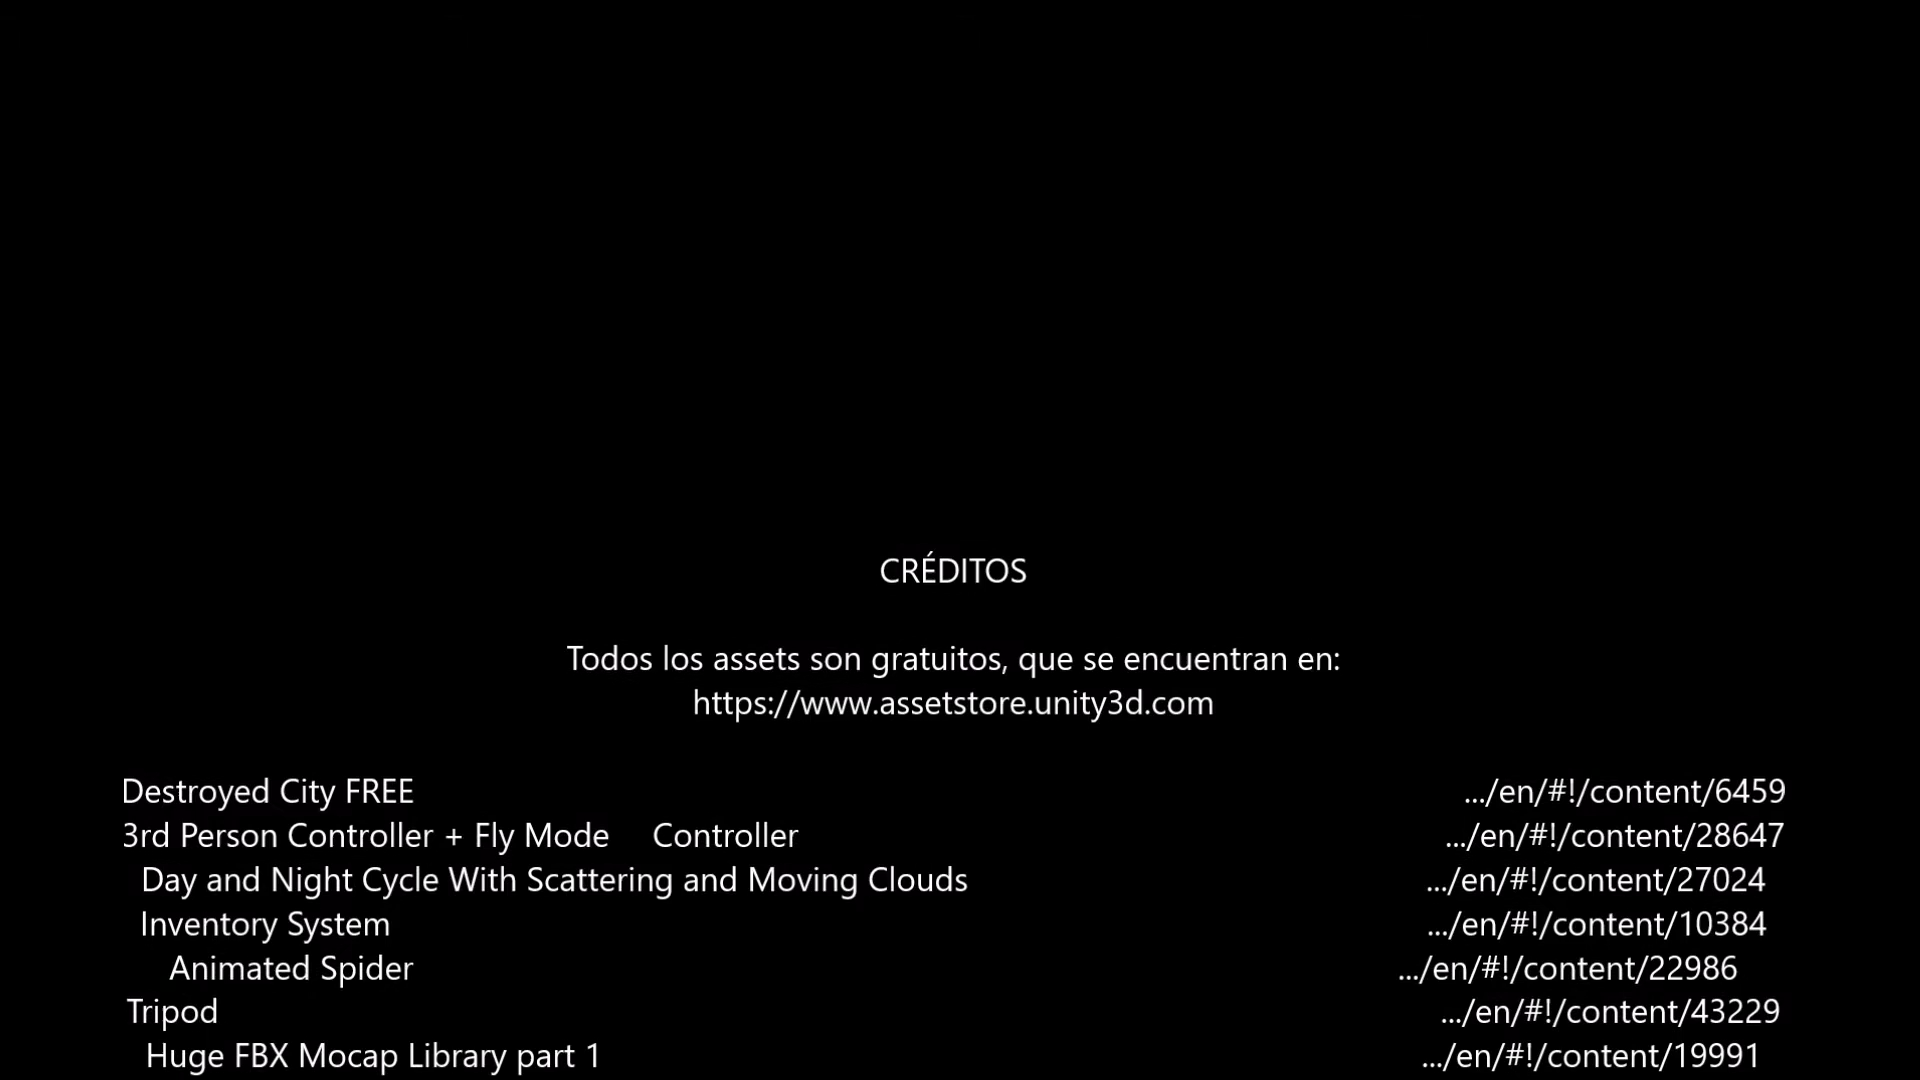 CRÉDITOS
Todos los assets son gratuitos, que se encuentran en:
https://www.assetstore.unity3d.com
Destroyed City FREE .../en/#!/content/6459
3rd Person Controller + Fly Mode Controller .../en/#!/content/28647
Day and Night Cycle With Scattering and Moving Clouds .../en/#!/content/27024
Inventory System .../en/#!/content/10384
Animated Spider .../en/#!/content/22986
Tripod .../en/#!/content/43229
Huge FBX Mocap Library part 1 .../en/#!/content/19991